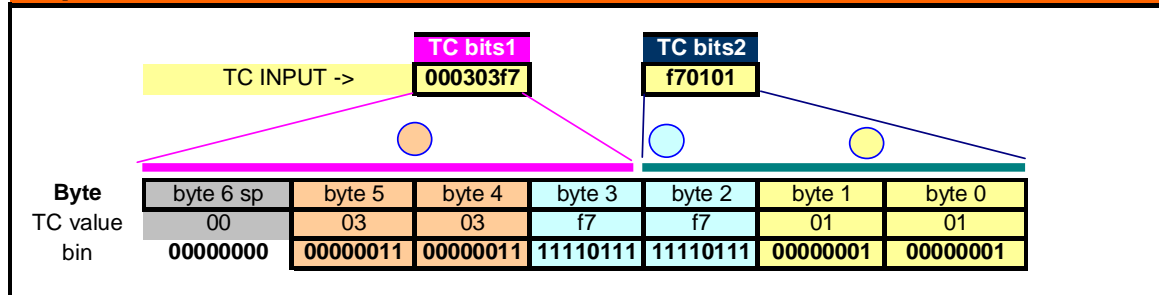 TC bits1 TC bits2
TC INPUT -> 000303f7 f70101
Byte byte 6 sp byte 5 byte 4 byte 3 byte 2 byte 1 byte 0
TC value 00 03 03 f7 f7 01 01
bin 00000000 00000011 00000011 11110111 11110111 00000001 00000001